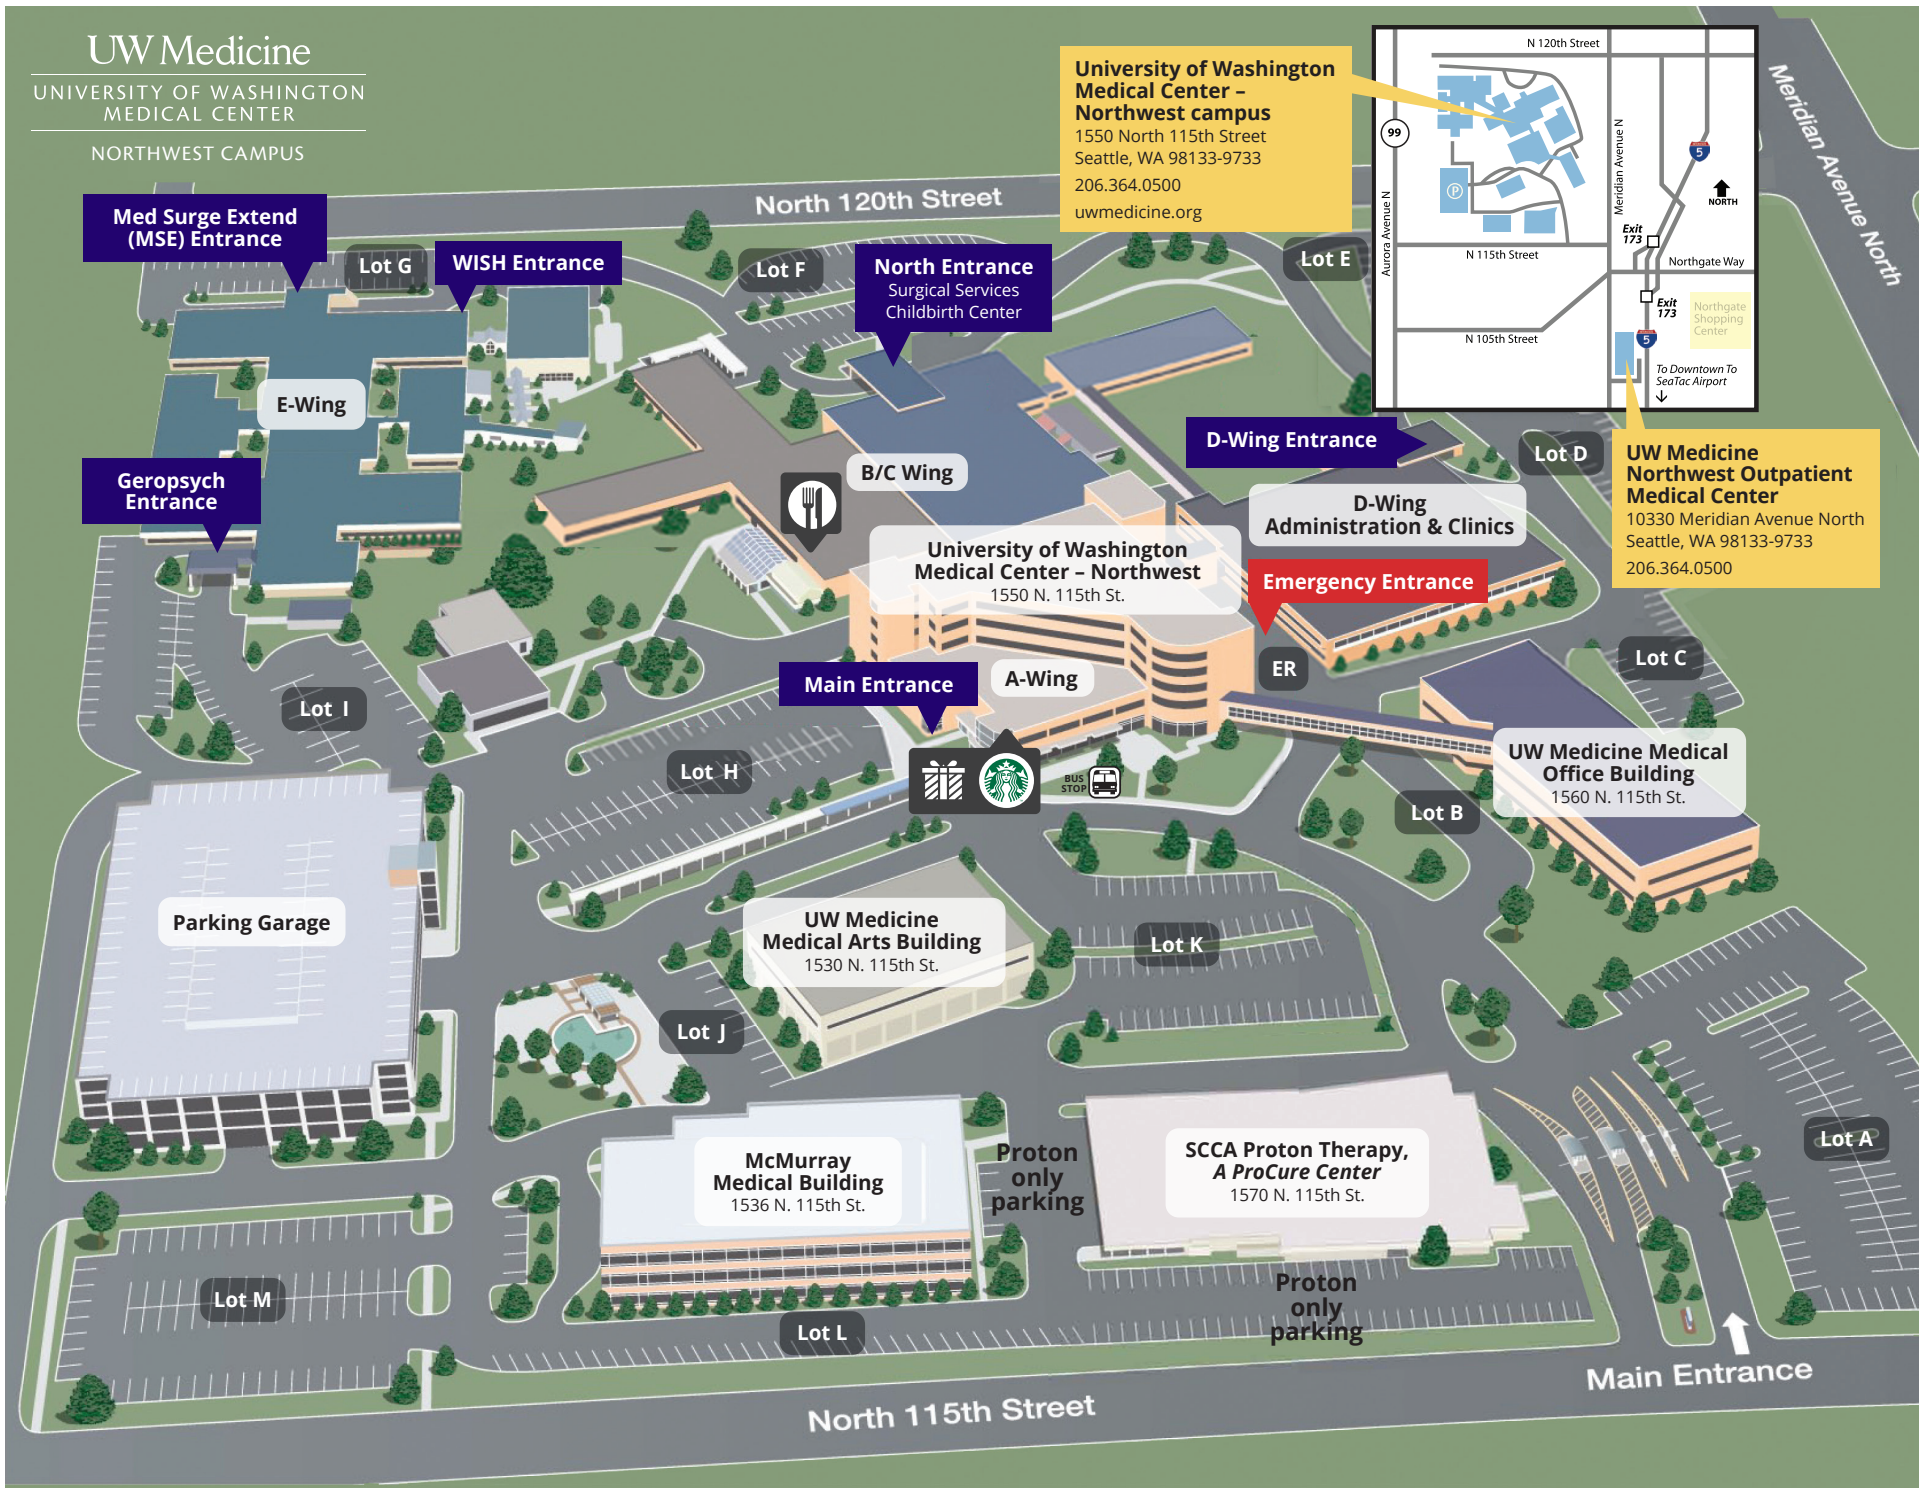 UW Medicine
UNIVERSITY OF WASHINGTON
MEDICAL CENTER
NORTHWEST CAMPUS
University of Washington
Medical Center –
Northwest campus
1550 North 115th Street
Seattle, WA 98133-9733
206.364.0500
uwmedicine.org
N 120th Street
99
Aurora Avenue N
Meridian Avenue N
5
NORTH
Exit
173
N 115th Street
Northgate Way
Exit
173
Northgate
Shopping
Center
N 105th Street
5
To Downtown To
SeaTac Airport
P
Meridian Avenue North
North 120th Street
Med Surge Extend
(MSE) Entrance
Lot G
WISH Entrance
Lot F
North Entrance
Surgical Services
Childbirth Center
Lot E
E-Wing
D-Wing Entrance
Lot D
UW Medicine
Northwest Outpatient
Medical Center
10330 Meridian Avenue North
Seattle, WA 98133-9733
206.364.0500
Geropsych
Entrance
B/C Wing
D-Wing
Administration & Clinics
University of Washington
Medical Center – Northwest
1550 N. 115th St.
Emergency Entrance
ER
Lot C
Main Entrance
A-Wing
Lot I
Lot H
BUS
STOP
UW Medicine Medical
Office Building
1560 N. 115th St.
Lot B
Parking Garage
UW Medicine
Medical Arts Building
1530 N. 115th St.
Lot K
Lot J
Lot A
McMurray
Medical Building
1536 N. 115th St.
Proton
only
parking
SCCA Proton Therapy,
A ProCure Center
1570 N. 115th St.
Lot M
Lot L
Proton
only
parking
Main Entrance
North 115th Street